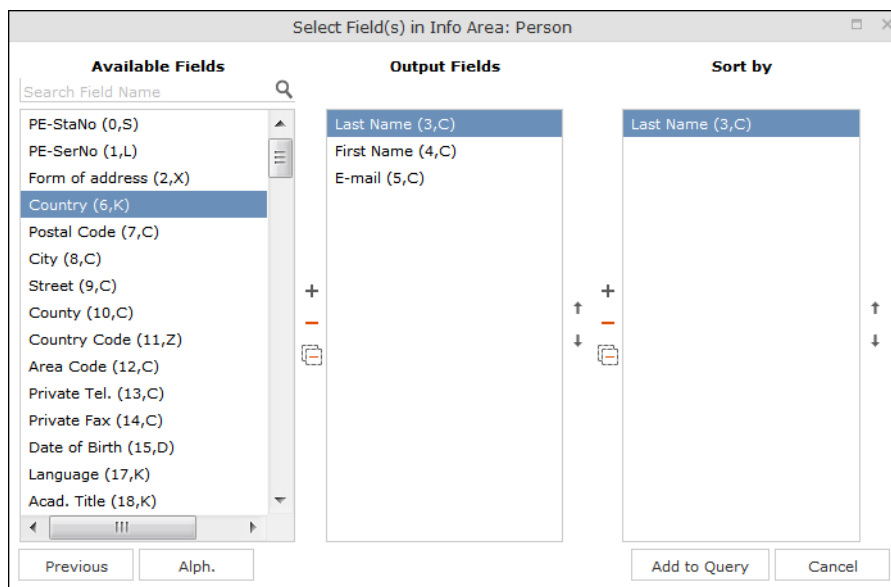 Select Field(s) in Info Area: Person
Available Fields
Search Field Name
PE-StaNo (0,S)
PE-SerNo (1,L)
Form of address (2,X)
Country (6,K)
Postal Code (7,C)
City (8,C)
Street (9,C)
County (10,C)
Country Code (11,Z)
Area Code (12,C)
Private Tel. (13,C)
Private Fax (14,C)
Date of Birth (15,D)
Language (17,K)
Acad. Title (18,K)
Output Fields
Last Name (3,C)
First Name (4,C)
E-mail (5,C)
Sort by
Last Name (3,C)
Previous
Alph.
Add to Query
Cancel